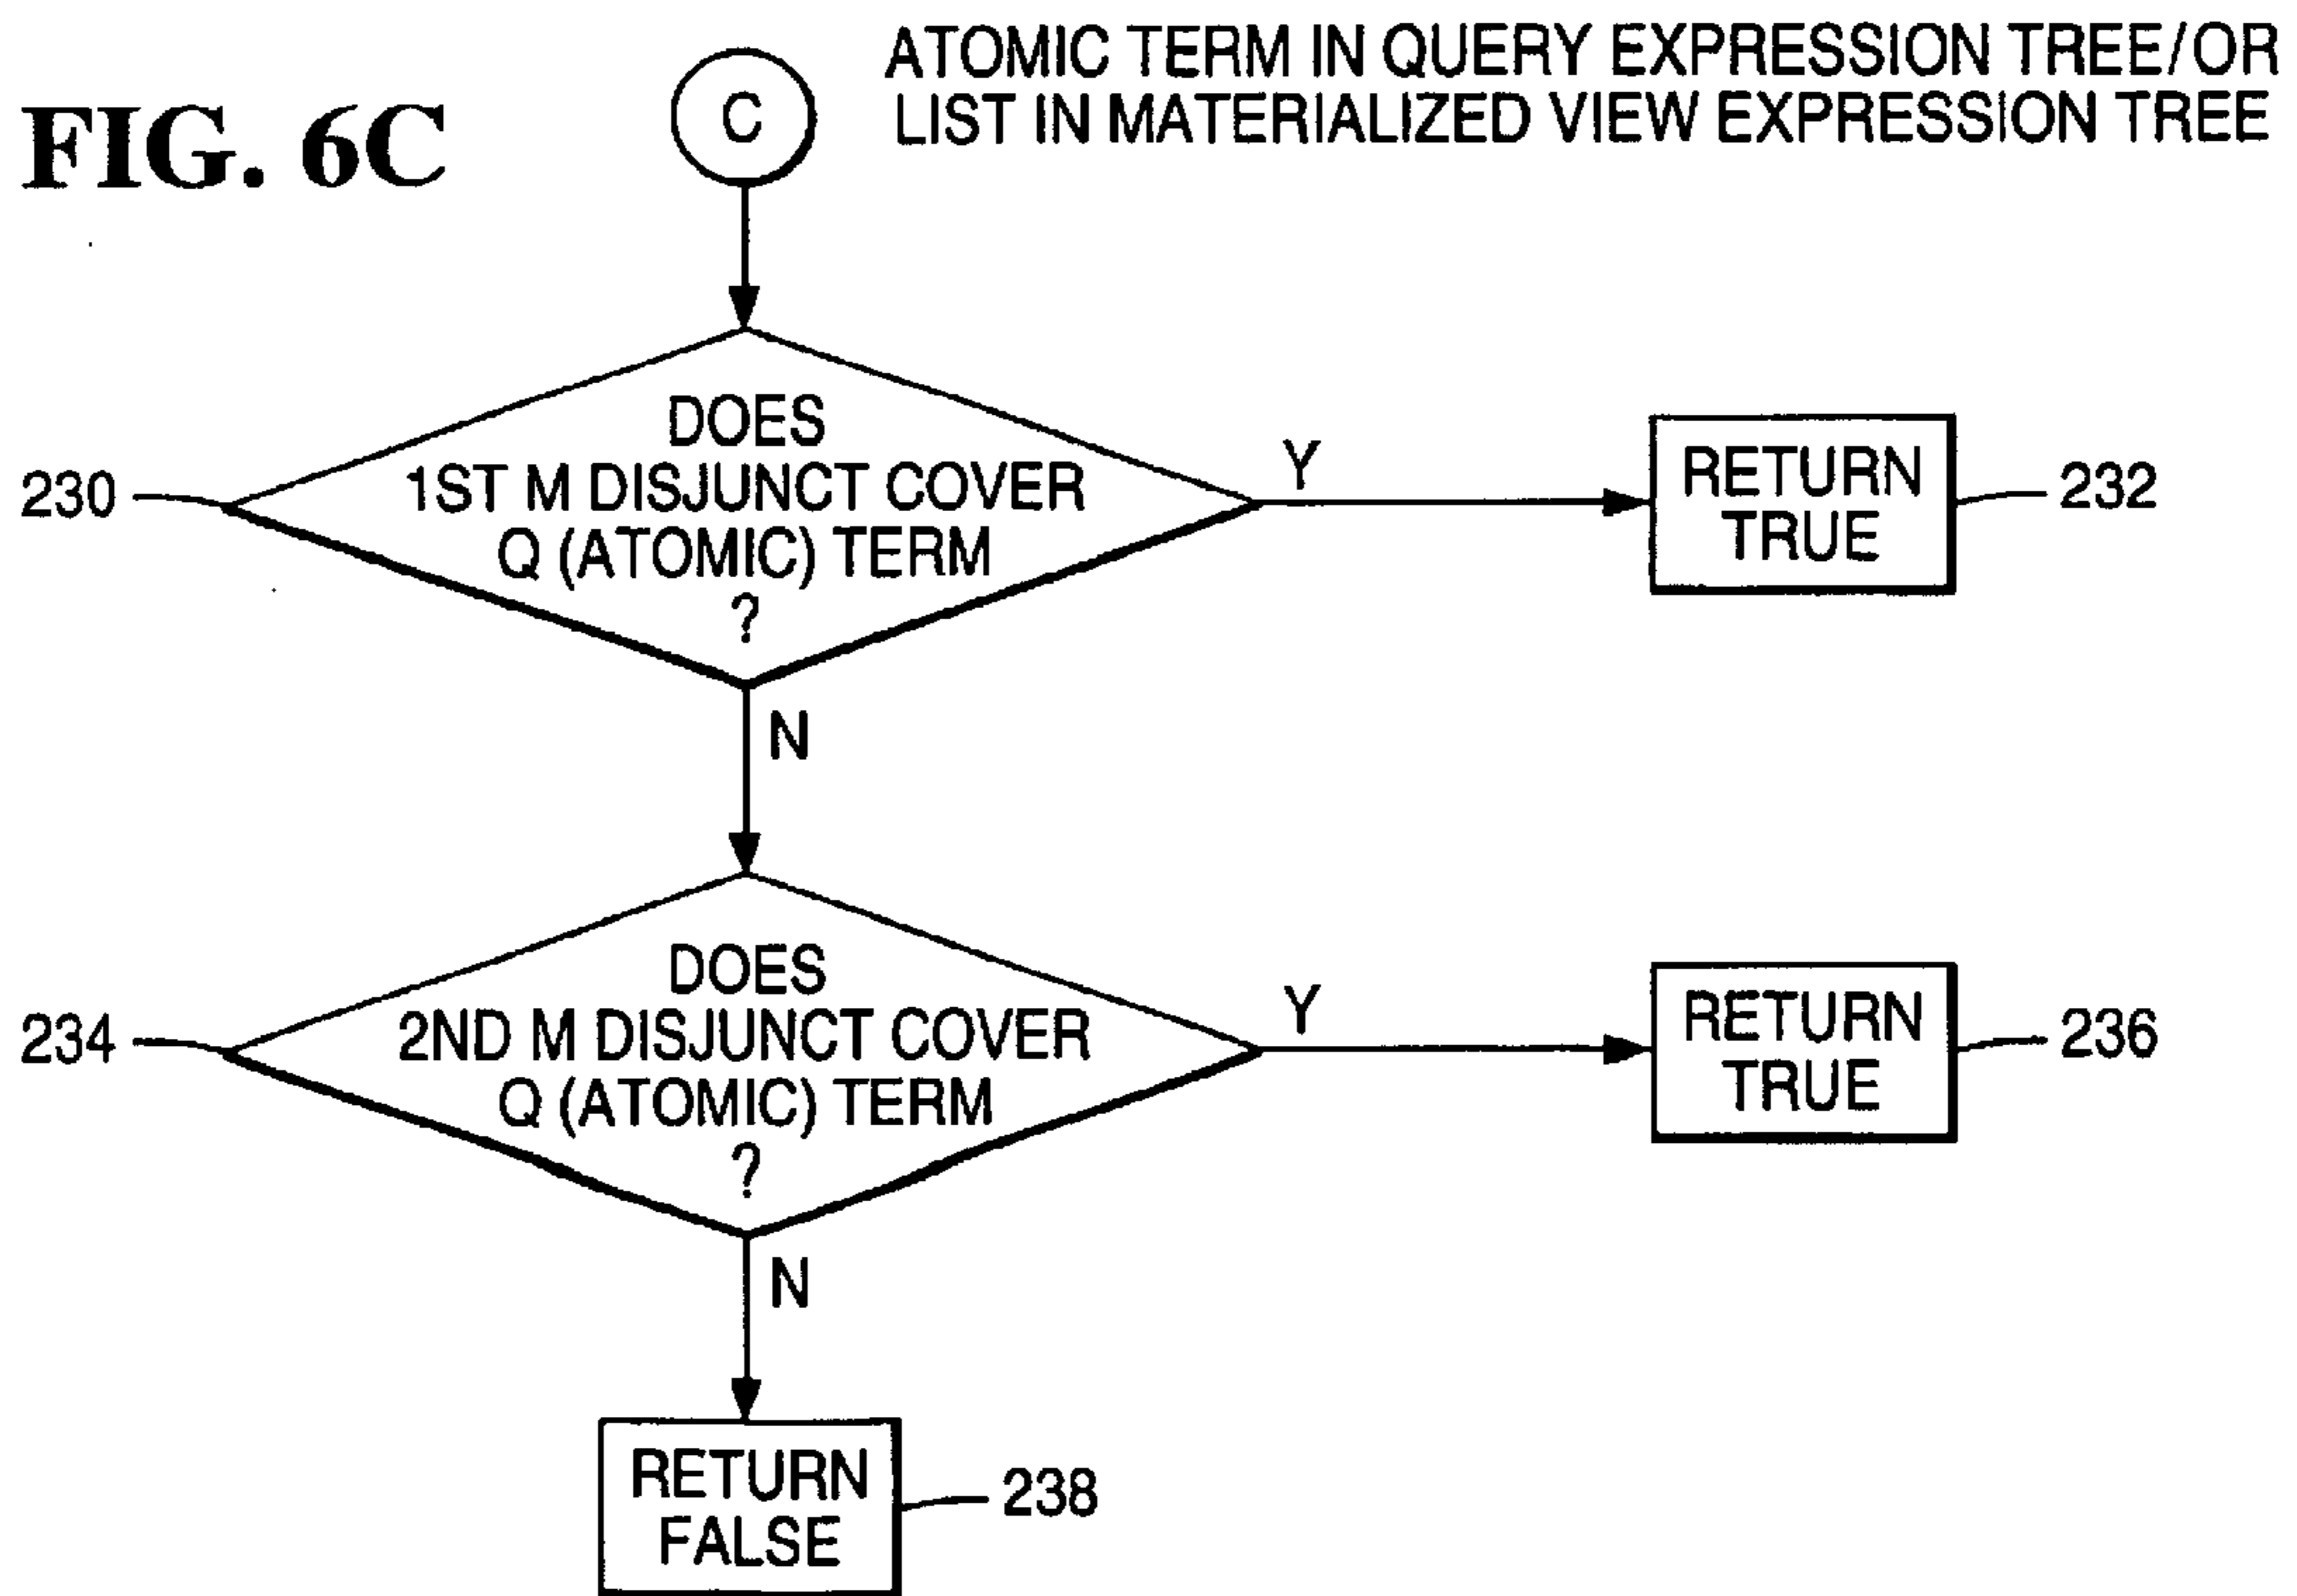 FIG. 6C
C
ATOMIC TERM IN QUERY EXPRESSION TREE/OR
LIST IN MATERIALIZED VIEW EXPRESSION TREE
230
DOES
1ST M DISJUNCT COVER
Q (ATOMIC) TERM
?
Y
RETURN
TRUE
232
N
234
DOES
2ND M DISJUNCT COVER
Q (ATOMIC) TERM
?
Y
RETURN
TRUE
236
N
RETURN
FALSE
238